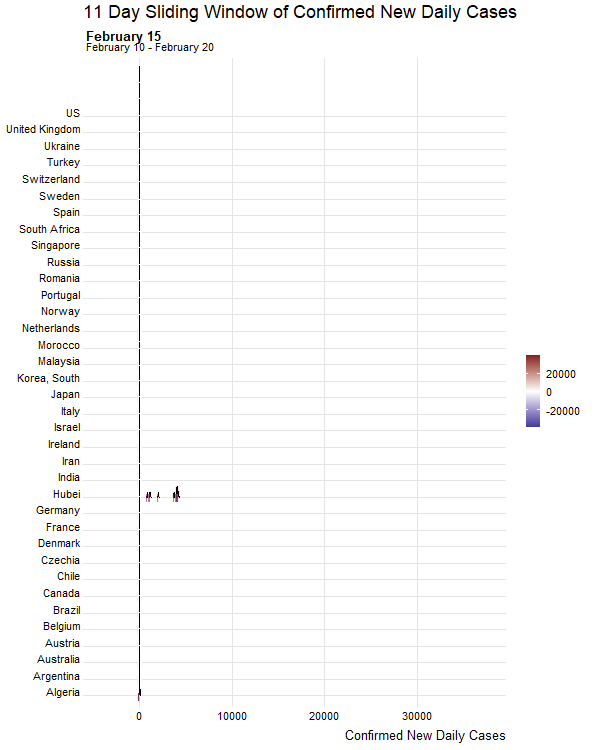 11 Day Sliding Window of Confirmed New Daily Cases
February 15
February 10 - February 20
US
United Kingdom
Ukraine
Turkey
Switzerland
Sweden
Spain
South Africa
Singapore
Russia
Romania
Portugal
Norway
Netherlands
Morocco
Malaysia
Korea, South
Japan
Italy
Israel
Ireland
Iran
India
Hubei
Germany
France
Denmark
Czechia
Chile
Canada
Brazil
Belgium
Austria
Australia
Argentina
Algeria
0 10000 20000 30000
Confirmed New Daily Cases
20000
0
-20000